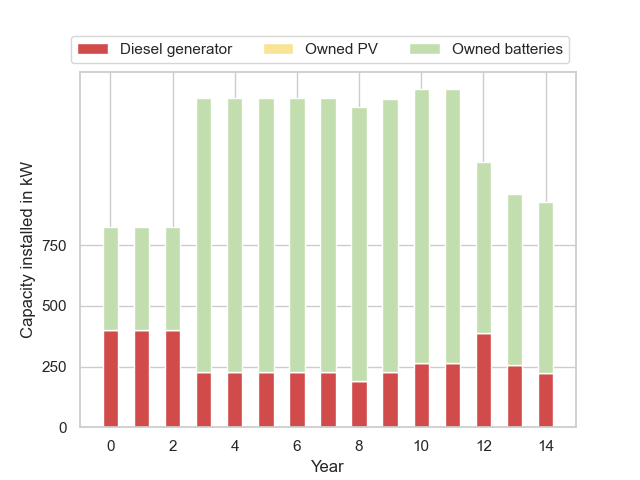 Diesel generator Owned PV Owned batteries
Capacity installed in kW
750
500
250
0
0 2 4 6 8 10 12 14
Year